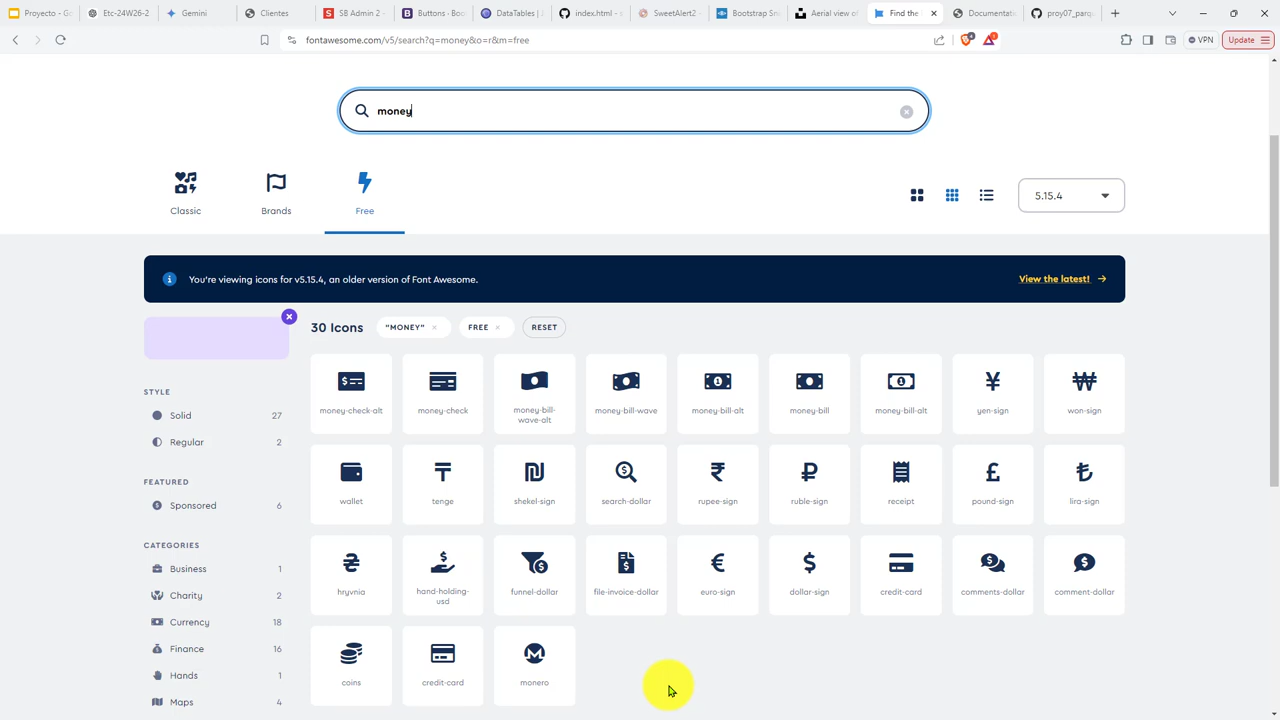 Proyecto - G
Etc-24W26-2
Gemini
Clientes
SB Admin 2
Buttons
DataTables |
index.html
SweetAlert2
Bootstrap Sni
Aerial view of
Find the
Documentati
proy07_parq
fontawesome.com/v5/search?q=money&o=r&m=free
VPN
Update
money
Classic
Brands
Free
5.15.4
You're viewing icons for v5.15.4, an older version of Font Awesome.
View the latest!
30 Icons
"MONEY"
FREE
RESET
STYLE
Solid 27
Regular 2
FEATURED
Sponsored 6
CATEGORIES
Business 1
Charity 2
Currency 18
Finance 16
Hands 1
Maps 4
money-check-alt
money-check
money-bill-
wave-alt
money-bill-wave
money-bill-alt
money-bill
money-bill-alt
yen-sign
won-sign
wallet
tenge
shekel-sign
search-dollar
rupee-sign
ruble-sign
receipt
pound-sign
lira-sign
hryvnia
hand-holding-
usd
funnel-dollar
file-invoice-dollar
euro-sign
dollar-sign
credit-card
comments-dollar
comment-dollar
coins
credit-card
monero